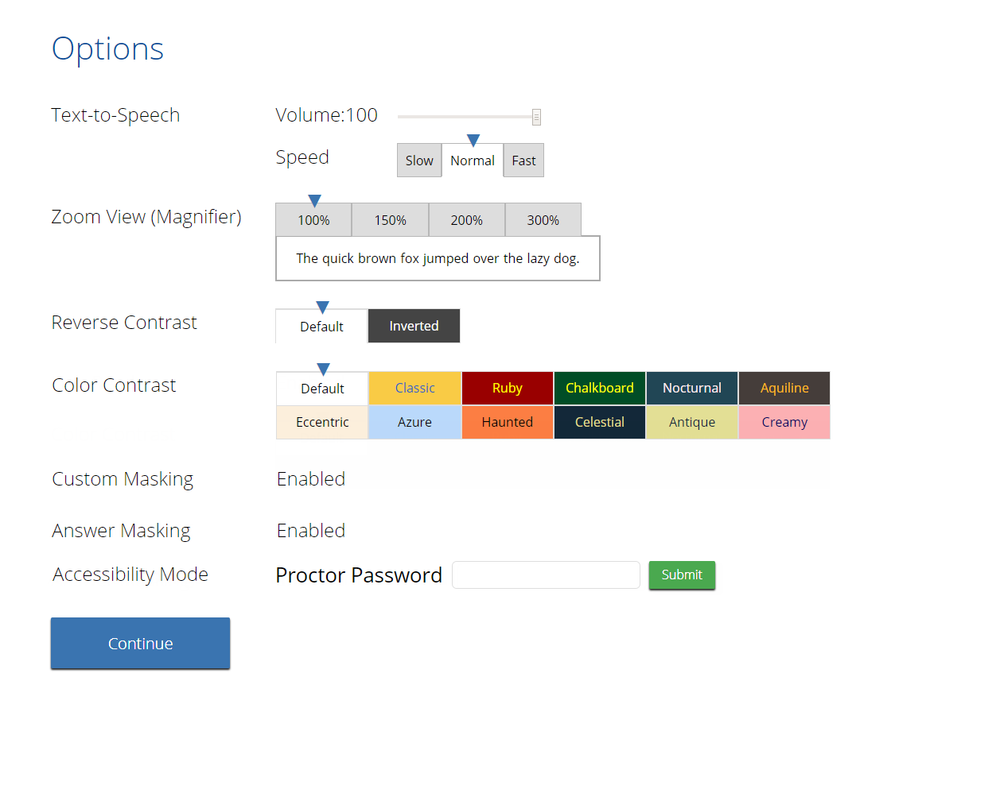 Options
Text-to-Speech Volume:100
Speed Slow Normal Fast
Zoom View (Magnifier) 100% 150% 200% 300%
The quick brown fox jumped over the lazy dog.
Reverse Contrast Default Inverted
Color Contrast Default Classic Ruby Chalkboard Nocturnal Aquiline
Eccentric Azure Haunted Celestial Antique Creamy
Custom Masking Enabled
Answer Masking Enabled
Accessibility Mode Proctor Password Submit
Continue